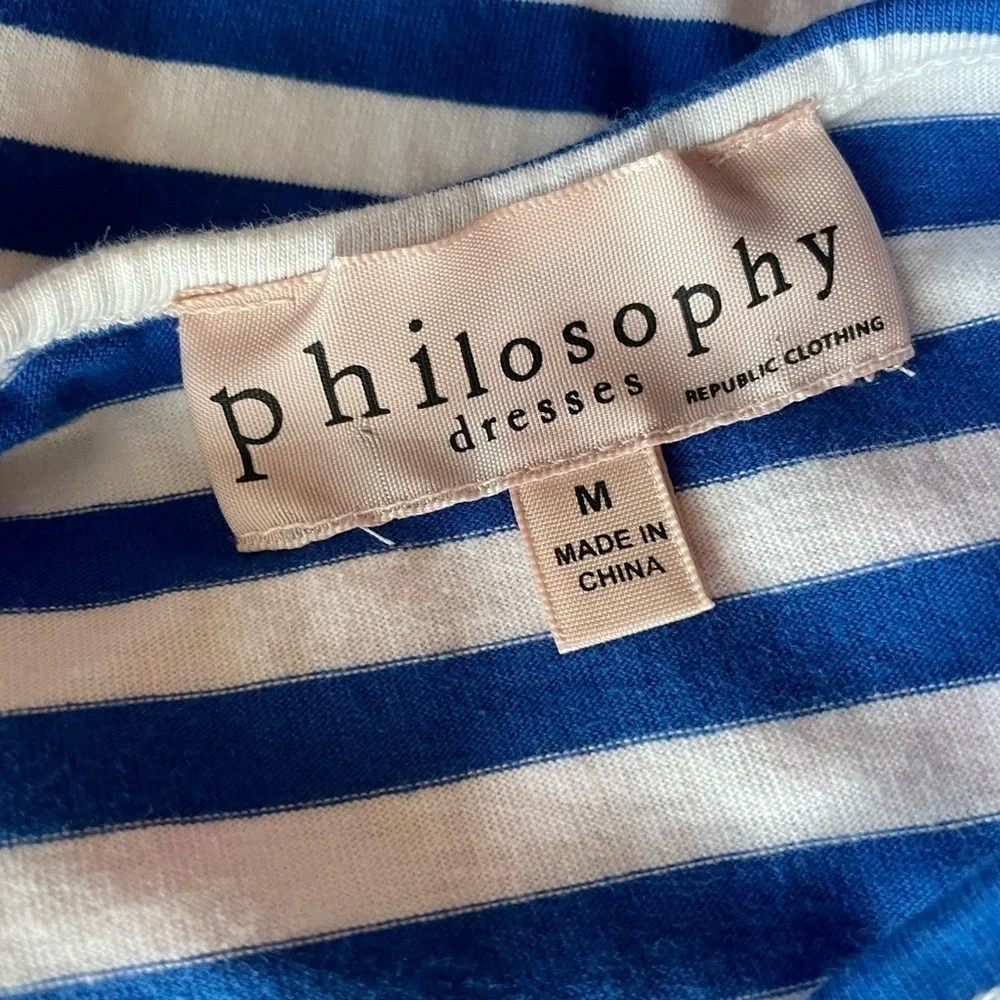 philosophy
dresses
REPUBLIC CLOTHING
M
MADE IN
CHINA